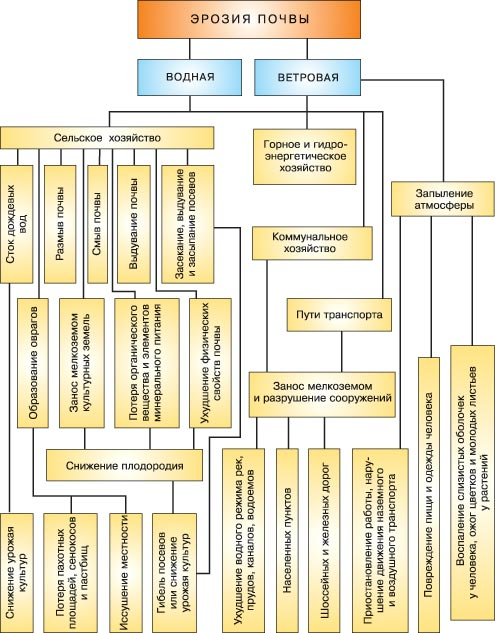 ЭРОЗИЯ ПОЧВЫ
ВОДНАЯ
ВЕТРОВАЯ
Сельское хозяйство
Горное и гидро-
энергетическое
хозяйство
Запыление
атмосферы
Сток дождевых
вод
Размыв почвы
Смыв почвы
Выдувание почвы
Засекание, выдувание
и засыпание посевов
Коммунальное
хозяйство
Пути транспорта
Образование оврагов
Занос мелкоземом
культурных земель
Потеря органического
вещества и элементов
минерального питания
Ухудшение физических
свойств почвы
Занос мелкоземом
и разрушение сооружений
Снижение плодородия
Снижение урожая
культур
Потеря пахотных
площадей, сенокосов
и пастбищ
Иссушение местности
Гибель посевов
или снижение
урожая культур
Ухудшение водного режима рек,
прудов, каналов, водоемов
Населенных пунктов
Шоссейных и железных дорог
Приостановление работы, нару-
шение движения наземного
и воздушного транспорта
Повреждение пищи и одежды человека
Воспаление слизистых оболочек
у человека, ожог цветков и молодых листьев
у растений